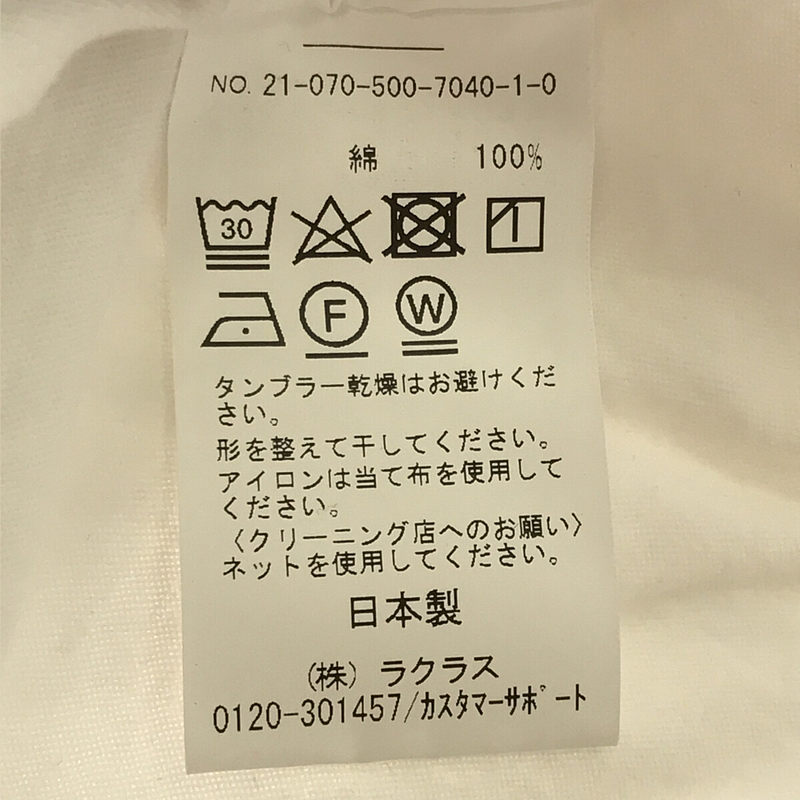 NO. 21-070-500-7040-1-0
綿 100%
30
F W
タンブラー乾燥はお避けくだ
さい。
形を整えて干してください。
アイロンは当て布を使用して
ください。
〈クリーニング店へのお願い〉
ネットを使用してください。
日本製
(株) ラクラス
0120-301457/カスタマーサポート